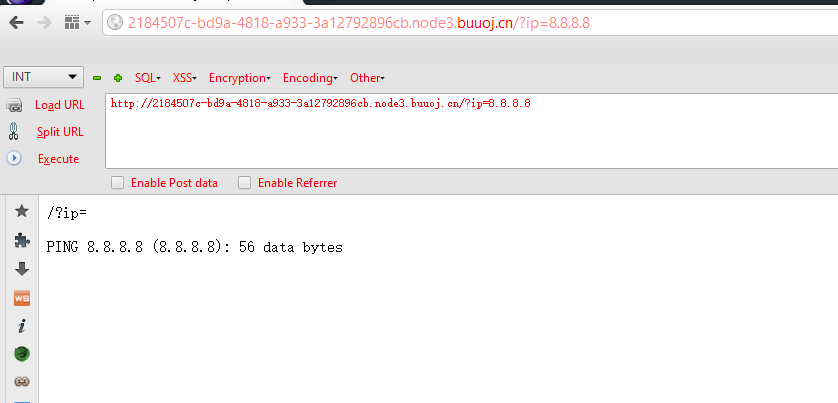 2184507c-bd9a-4818-a933-3a12792896cb.node3.buuoj.cn/?ip=8.8.8.8
INT SQL XSS Encryption Encoding Other
Load URL http://2184507c-bd9a-4818-a933-3a12792896cb.node3.buuoj.cn/?ip=8.8.8.8
Split URL
Execute
Enable Post data Enable Referrer
/?ip=
PING 8.8.8.8 (8.8.8.8): 56 data bytes